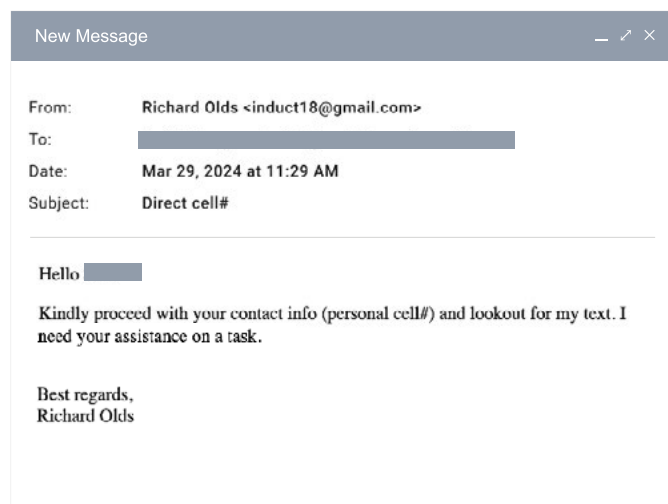 New Message
From: Richard Olds <induct18@gmail.com>
To:
Date: Mar 29, 2024 at 11:29 AM
Subject: Direct cell#
Hello
Kindly proceed with your contact info (personal cell#) and lookout for my text. I
need your assistance on a task.
Best regards,
Richard Olds